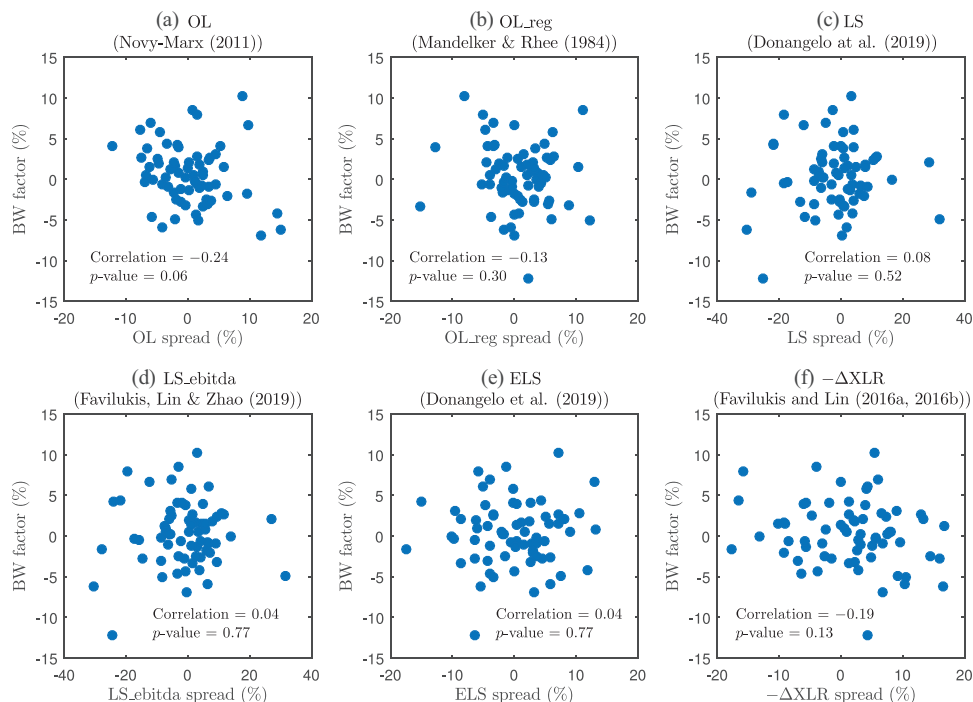 (a) OL
(Novy-Marx (2011))
15
10
5
0
-5
-10
-15
BW factor (%)
Correlation = −0.24
p-value = 0.06
-20
-10
0
10
20
OL spread (%)
(b) OL_reg
(Mandelker & Rhee (1984))
15
10
5
0
-5
-10
-15
BW factor (%)
Correlation = −0.13
p-value = 0.30
-20
-10
0
10
20
OL_reg spread (%)
(c) LS
(Donangelo at al. (2019))
15
10
5
0
-5
-10
-15
BW factor (%)
Correlation = 0.08
p-value = 0.52
-40
-20
0
20
40
LS spread (%)
(d) LS_ebitda
(Favilukis, Lin & Zhao (2019))
15
10
5
0
-5
-10
-15
BW factor (%)
Correlation = 0.04
p-value = 0.77
-40
-20
0
20
40
LS_ebitda spread (%)
(e) ELS
(Donangelo et al. (2019))
15
10
5
0
-5
-10
-15
BW factor (%)
Correlation = 0.04
p-value = 0.77
-20
-10
0
10
20
ELS spread (%)
(f) −ΔXLR
(Favilukis and Lin (2016a, 2016b))
15
10
5
0
-5
-10
-15
BW factor (%)
Correlation = −0.19
p-value = 0.13
-20
-10
0
10
20
−ΔXLR spread (%)